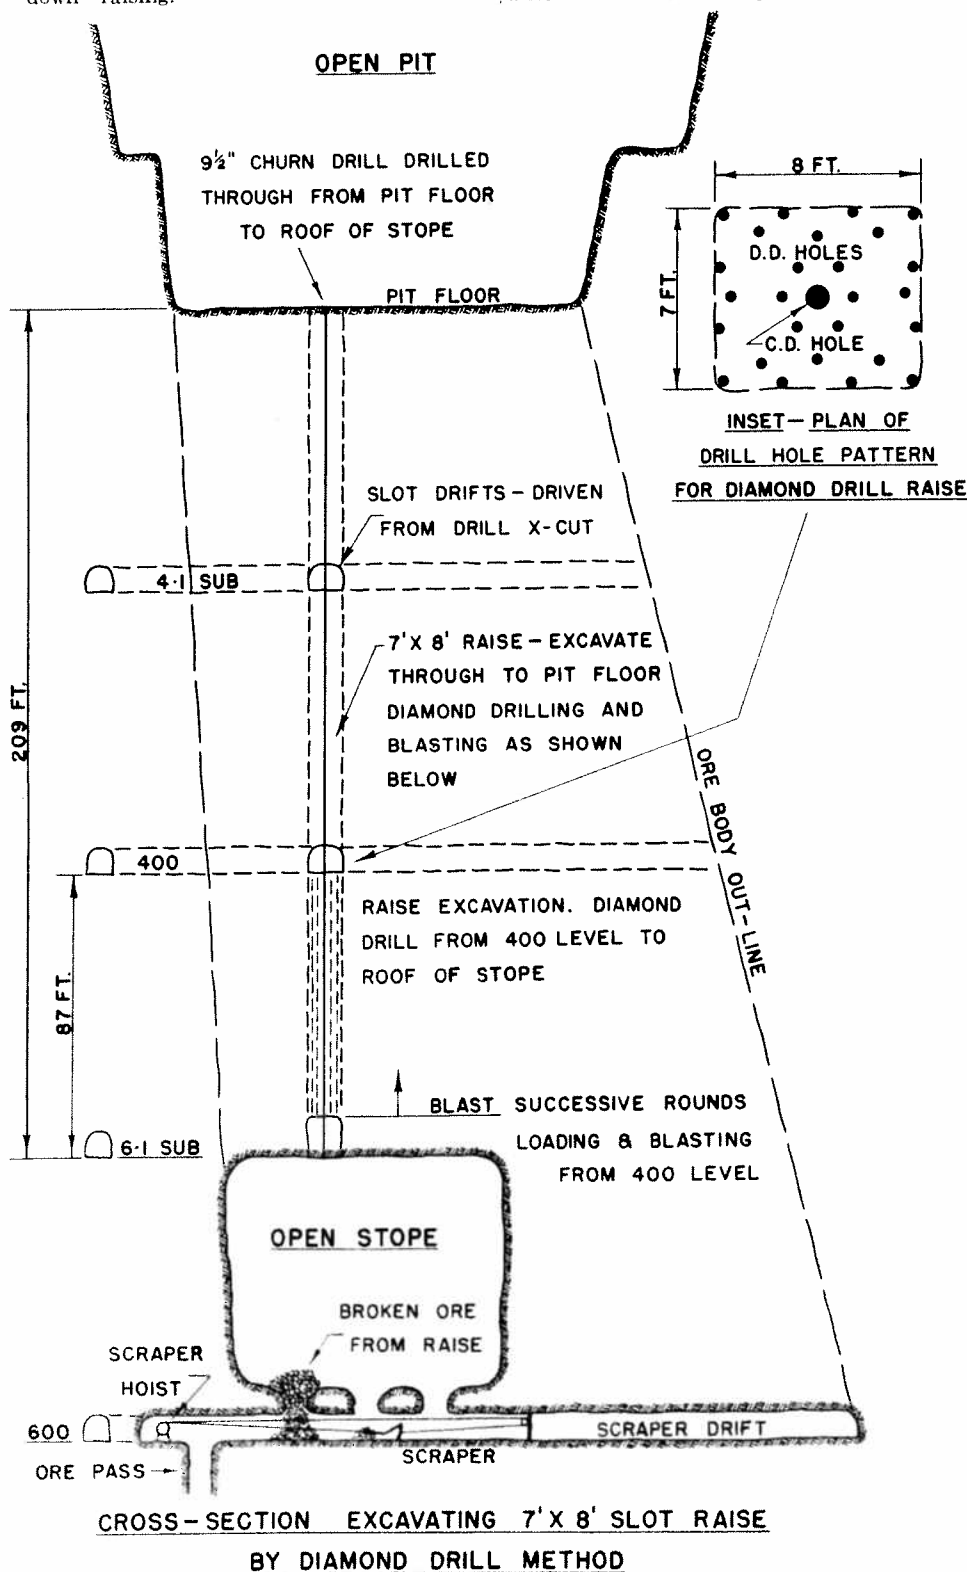 down raising.
OPEN PIT
9½" CHURN DRILL DRILLED
THROUGH FROM PIT FLOOR
TO ROOF OF STOPE
PIT FLOOR
8 FT.
7 FT.
D.D. HOLES
C.D. HOLE
INSET - PLAN OF
DRILL HOLE PATTERN
FOR DIAMOND DRILL RAISE
SLOT DRIFTS - DRIVEN
FROM DRILL X-CUT
4·1 SUB
7' X 8' RAISE - EXCAVATE
THROUGH TO PIT FLOOR
DIAMOND DRILLING AND
BLASTING AS SHOWN
BELOW
209 FT.
ORE BODY OUT-LINE
400
RAISE EXCAVATION. DIAMOND
DRILL FROM 400 LEVEL TO
ROOF OF STOPE
87 FT.
BLAST SUCCESSIVE ROUNDS
LOADING & BLASTING
FROM 400 LEVEL
6·1 SUB
OPEN STOPE
BROKEN ORE
FROM RAISE
SCRAPER
HOIST
600
SCRAPER DRIFT
SCRAPER
ORE PASS
CROSS-SECTION EXCAVATING 7' X 8' SLOT RAISE
BY DIAMOND DRILL METHOD